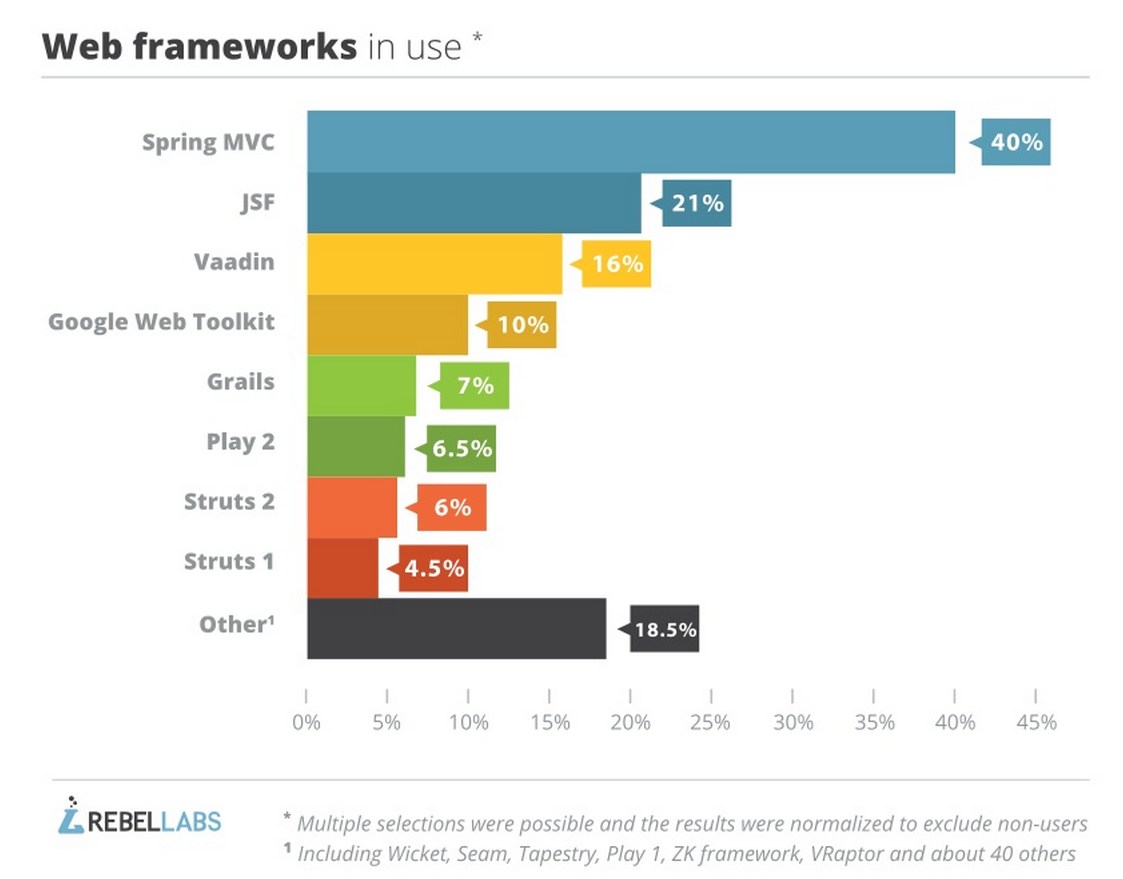 Web frameworks in use *
Spring MVC 40%
JSF 21%
Vaadin 16%
Google Web Toolkit 10%
Grails 7%
Play 2 6.5%
Struts 2 6%
Struts 1 4.5%
Other¹ 18.5%
0% 5% 10% 15% 20% 25% 30% 35% 40% 45%
REBELLABS
* Multiple selections were possible and the results were normalized to exclude non-users
¹ Including Wicket, Seam, Tapestry, Play 1, ZK framework, VRaptor and about 40 others